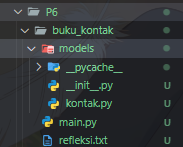 P6
buku_kontak
models
__pycache__
__init__.py U
kontak.py U
main.py U
refleksi.txt U